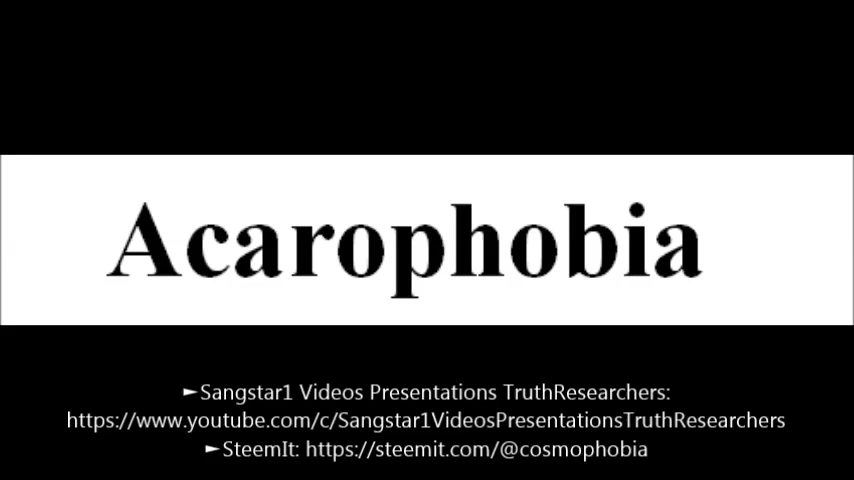 Acarophobia
►Sangstar1 Videos Presentations TruthResearchers:
https://www.youtube.com/c/Sangstar1VideosPresentationsTruthResearchers
►SteemIt: https://steemit.com/@cosmophobia